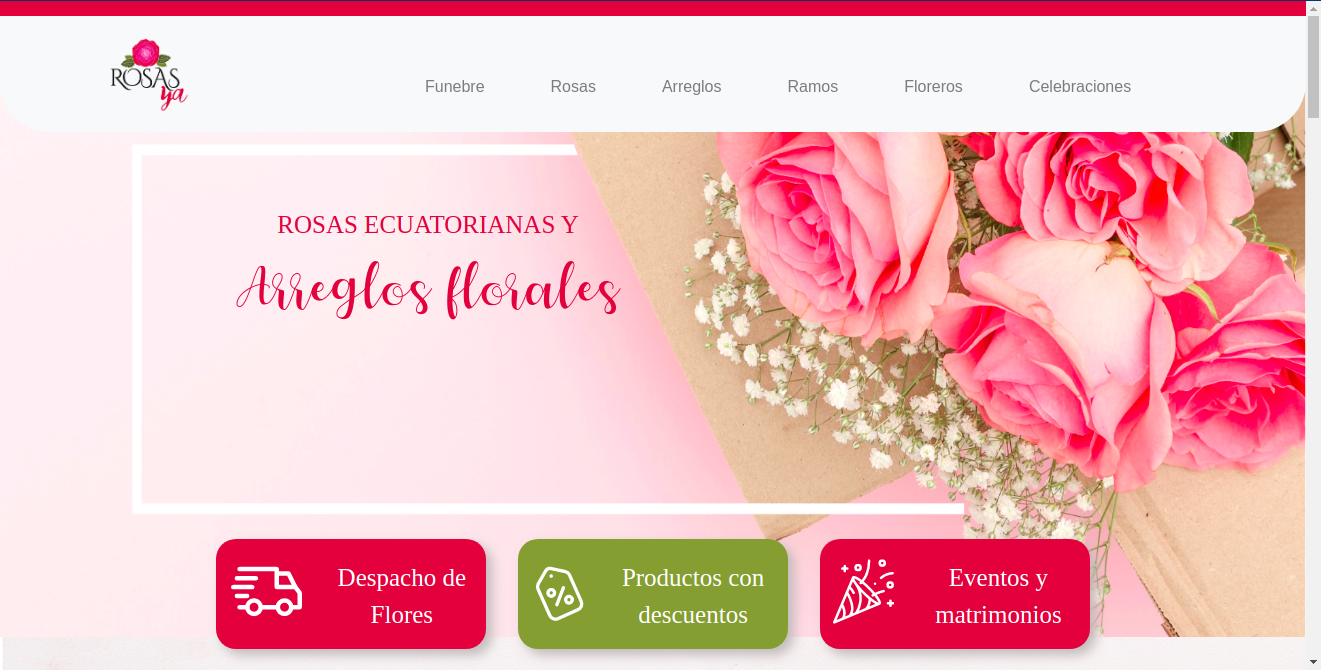 ROSAS
ya
Funebre
Rosas
Arreglos
Ramos
Floreros
Celebraciones
ROSAS ECUATORIANAS Y
Arreglos florales
Despacho de
Flores
Productos con
descuentos
Eventos y
matrimonios